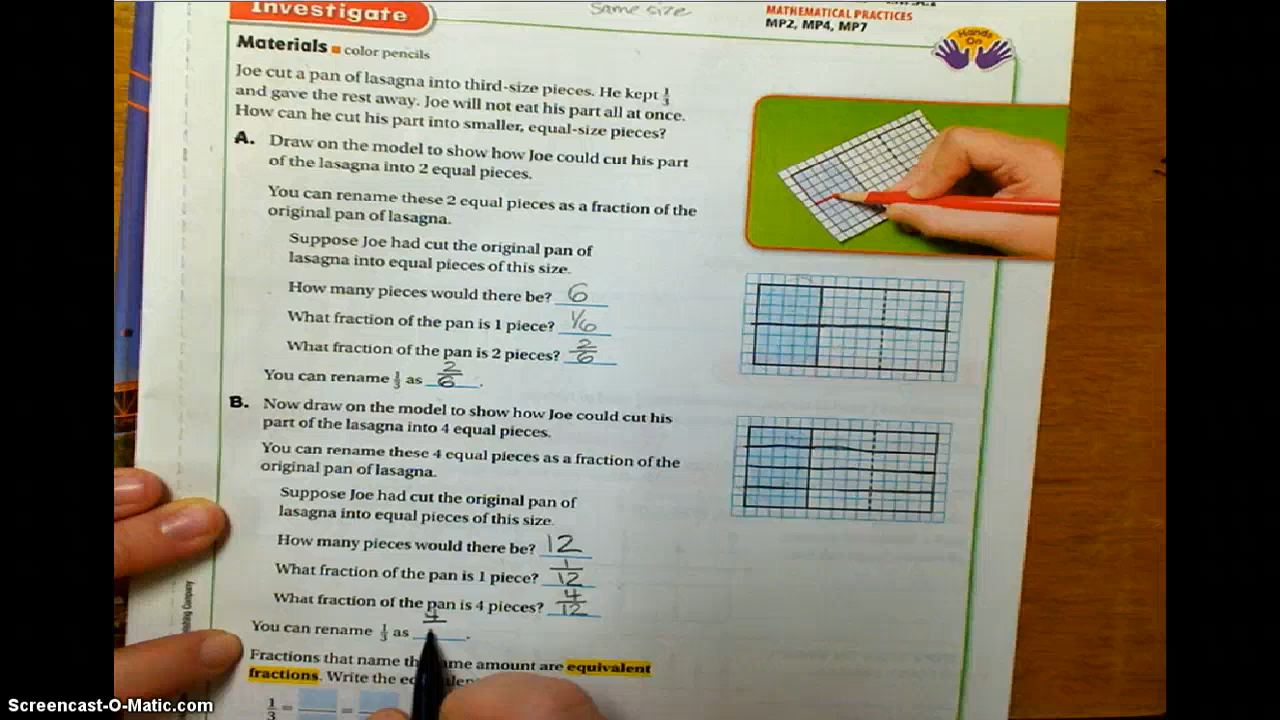 Investigate
same size
MATHEMATICAL PRACTICES
MP2, MP4, MP7
Hands
On
Materials ■ color pencils
Joe cut a pan of lasagna into third-size pieces. He kept 1/3
and gave the rest away. Joe will not eat his part all at once.
How can he cut his part into smaller, equal-size pieces?
A. Draw on the model to show how Joe could cut his part
of the lasagna into 2 equal pieces.
You can rename these 2 equal pieces as a fraction of the
original pan of lasagna.
Suppose Joe had cut the original pan of
lasagna into equal pieces of this size.
How many pieces would there be? 6
What fraction of the pan is 1 piece? 1/6
What fraction of the pan is 2 pieces? 2/6
You can rename 1/3 as 2/6.
B. Now draw on the model to show how Joe could cut his
part of the lasagna into 4 equal pieces.
You can rename these 4 equal pieces as a fraction of the
original pan of lasagna.
Suppose Joe had cut the original pan of
lasagna into equal pieces of this size.
How many pieces would there be? 12
What fraction of the pan is 1 piece? 1/12
What fraction of the pan is 4 pieces? 4/12
You can rename 1/3 as 4.
Fractions that name the same amount are equivalent
fractions. Write the
1/3 = =
Screencast-O-Matic.com